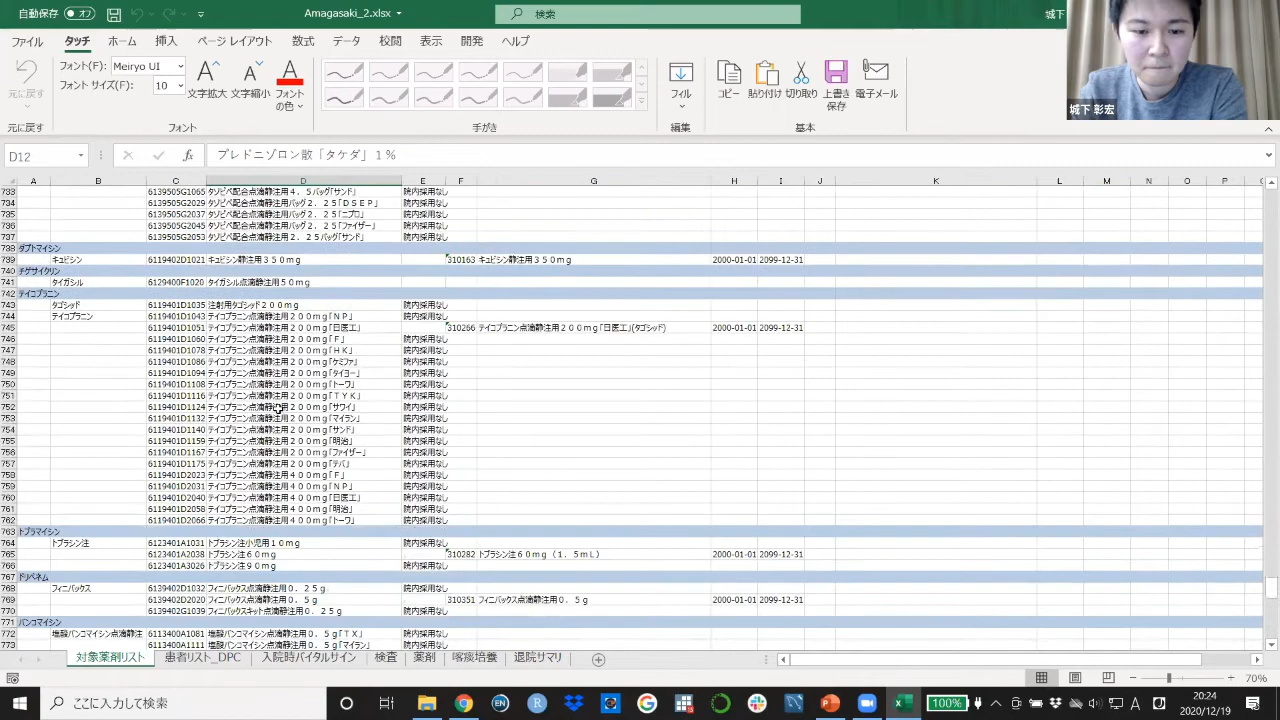 自動保存 オフ Amagasaki_2.xlsx 検索 城下
ファイル タッチ ホーム 挿入 ページ レイアウト 数式 データ 校閲 表示 開発 ヘルプ
フォント(F): Meiryo UI
フォント サイズ(Z): 10
元に戻す 文字拡大 文字縮小 フォントの色 フィル コピー 貼り付け 切り取り 上書き保存 電子メール
元に戻す フォント 手がき 編集 基本
城下 彰宏
D12 fx プレドニゾロン散「タケダ」1%
A B C D E F G H I J K L M N O P
733 6139505G1065 タゾピペ配合点滴静注用4.5バッグ「サンド」 院内採用なし
734 6139505G2029 タゾピペ配合点滴静注用バッグ2.25「DSEP」 院内採用なし
735 6139505G2037 タゾピペ配合点滴静注用バッグ2.25「ニプロ」 院内採用なし
736 6139505G2045 タゾピペ配合点滴静注用バッグ2.25「ファイザー」 院内採用なし
737 6139505G2053 タゾピペ配合点滴静注用2.25バッグ「サンド」 院内採用なし
738 ダプトマイシン
739 キュビシン 6119402D1021 キュビシン静注用350mg 310163 キュビシン静注用350mg 2000-01-01 2099-12-31
740 チゲサイクリン
741 タイガシル 6129400F1020 タイガシル点滴静注用50mg
742 テイコプラニン
743 タゴシッド 6119401D1035 注射用タゴシッド200mg 院内採用なし
744 テイコプラニン 6119401D1043 テイコプラニン点滴静注用200mg「NP」 院内採用なし
745 6119401D1051 テイコプラニン点滴静注用200mg「日医工」 310266 テイコプラニン点滴静注用200mg「日医工」(タゴシッド) 2000-01-01 2099-12-31
746 6119401D1060 テイコプラニン点滴静注用200mg「F」 院内採用なし
747 6119401D1078 テイコプラニン点滴静注用200mg「HK」 院内採用なし
748 6119401D1086 テイコプラニン点滴静注用200mg「ケミファ」 院内採用なし
749 6119401D1094 テイコプラニン点滴静注用200mg「タイヨー」 院内採用なし
750 6119401D1108 テイコプラニン点滴静注用200mg「トーワ」 院内採用なし
751 6119401D1116 テイコプラニン点滴静注用200mg「TYK」 院内採用なし
752 6119401D1124 テイコプラニン点滴静注用200mg「サワイ」 院内採用なし
753 6119401D1132 テイコプラニン点滴静注用200mg「マイラン」 院内採用なし
754 6119401D1140 テイコプラニン点滴静注用200mg「サンド」 院内採用なし
755 6119401D1159 テイコプラニン点滴静注用200mg「明治」 院内採用なし
756 6119401D1167 テイコプラニン点滴静注用200mg「ファイザー」 院内採用なし
757 6119401D1175 テイコプラニン点滴静注用200mg「テバ」 院内採用なし
758 6119401D2023 テイコプラニン点滴静注用400mg「F」 院内採用なし
759 6119401D2031 テイコプラニン点滴静注用400mg「NP」 院内採用なし
760 6119401D2040 テイコプラニン点滴静注用400mg「日医工」 院内採用なし
761 6119401D2058 テイコプラニン点滴静注用400mg「明治」 院内採用なし
762 6119401D2066 テイコプラニン点滴静注用400mg「トーワ」 院内採用なし
763 トブラマイシン
764 トブラシン注 6123401A1031 トブラシン注小児用10mg 院内採用なし
765 6123401A2038 トブラシン注60mg 310282 トブラシン注60mg(1.5mL) 2000-01-01 2099-12-31
766 6123401A3026 トブラシン注90mg 院内採用なし
767 ドリペネム
768 フィニバックス 6139402D1032 フィニバックス点滴静注用0.25g 院内採用なし
769 6139402D2020 フィニバックス点滴静注用0.5g 310351 フィニバックス点滴静注用0.5g 2000-01-01 2099-12-31
770 6139402G1039 フィニバックスキット点滴静注用0.25g 院内採用なし
771 バンコマイシン
772 塩酸バンコマイシン点滴静注 6113400A1081 塩酸バンコマイシン点滴静注用0.5g「TX」 院内採用なし
773 6113400A1111 塩酸バンコマイシン点滴静注用0.5g「マイラン」 院内採用なし
対象薬剤リスト 患者リスト_DPC 入院時バイタルサイン 検査 薬剤 喀痰培養 退院サマリ
70%
ここに入力して検索 100% A 20:24
2020/12/19